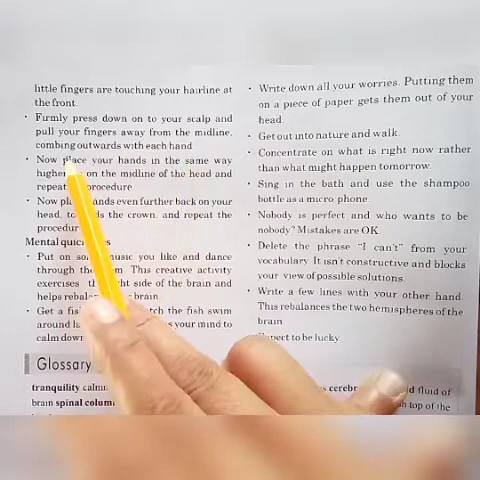 little fingers are touching your hairline at
the front.
• Firmly press down on to your scalp and
pull your fingers away from the midline,
combing outwards with each hand
• Now place your hands in the same way
higher on the midline of the head and
repeat procedure
• Now hands even further back on your
head, the crown, and repeat the
Mental
• Put on music you like and dance
through the This creative activity
exercises side of the brain and
helps brain
• Get a the fish swim
around your mind to
calm down
Glossary
tranquility
brain spinal
• Write down all your worries. Putting them
on a piece of paper gets them out of your
head.
• Get out into nature and walk.
• Concentrate on what is right now rather
than what might happen tomorrow.
• Sing in the bath and use the shampoo
bottle as a micro phone
• Nobody is perfect and who wants to be
nobody? Mistakes are OK
• Delete the phrase "I can't" from your
vocabulary It isn't constructive and blocks
your view of possible solutions.
• Write a few lines with your other hand.
This rebalances the two hemispheres of the
brain
to be lucky.
fluid of
top of the